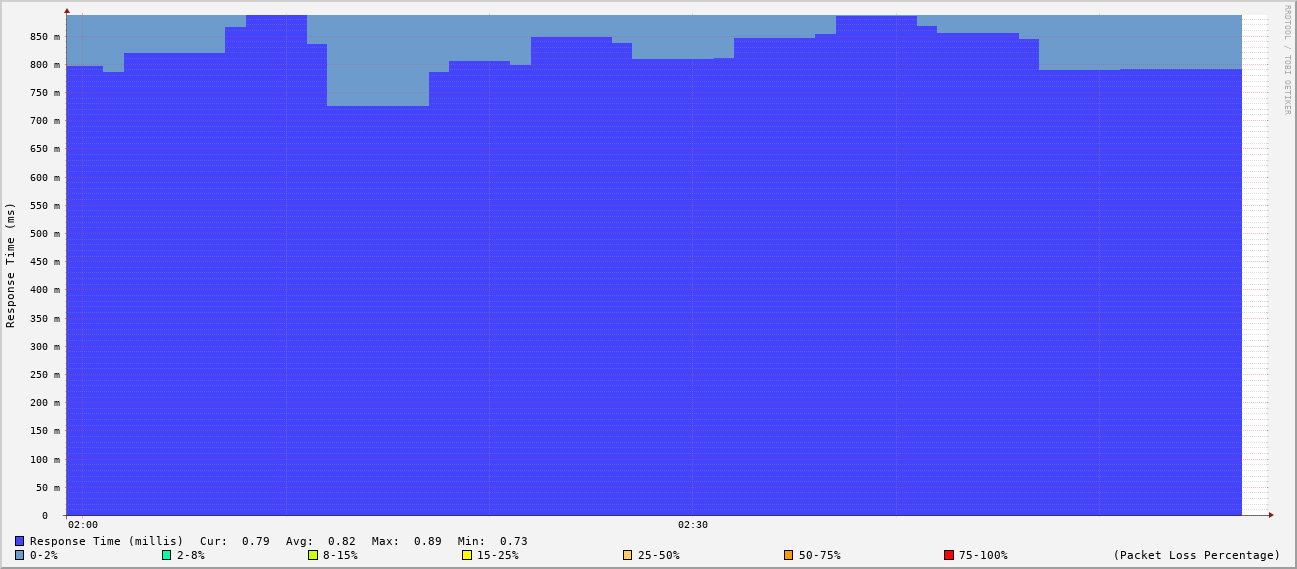 RRDTOOL / TOBI OETIKER
Response Time (ms)
850 m
800 m
750 m
700 m
650 m
600 m
550 m
500 m
450 m
400 m
350 m
300 m
250 m
200 m
150 m
100 m
50 m
0
02:00 02:30
Response Time (millis) Cur: 0.79 Avg: 0.82 Max: 0.89 Min: 0.73
0-2% 2-8% 8-15% 15-25% 25-50% 50-75% 75-100% (Packet Loss Percentage)